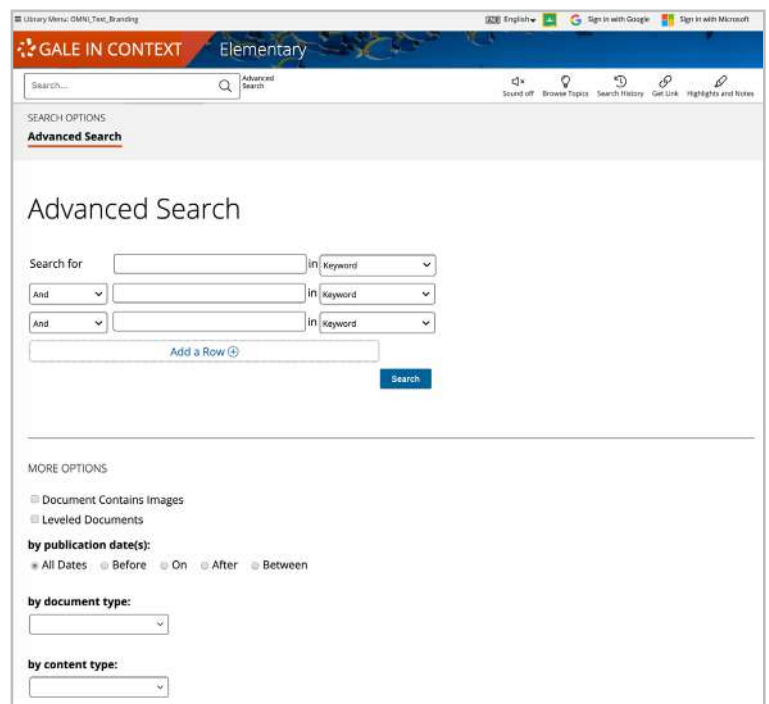 Library Menu: OMNI_Text_Branding English Sign in with Google Sign in with Microsoft
GALE IN CONTEXT Elementary
Search... Advanced Search Sound off Browse Topics Search History Get Link Highlights and Notes
SEARCH OPTIONS
Advanced Search
Advanced Search
Search for in Keyword
And in Keyword
And in Keyword
Add a Row
Search
MORE OPTIONS
Document Contains Images
Leveled Documents
by publication date(s):
All Dates Before On After Between
by document type:
by content type: